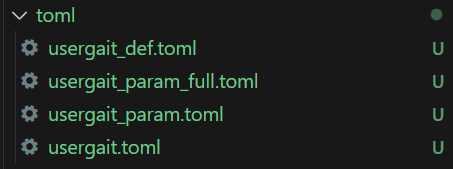 toml
usergait_def.toml U
usergait_param_full.toml U
usergait_param.toml U
usergait.toml U